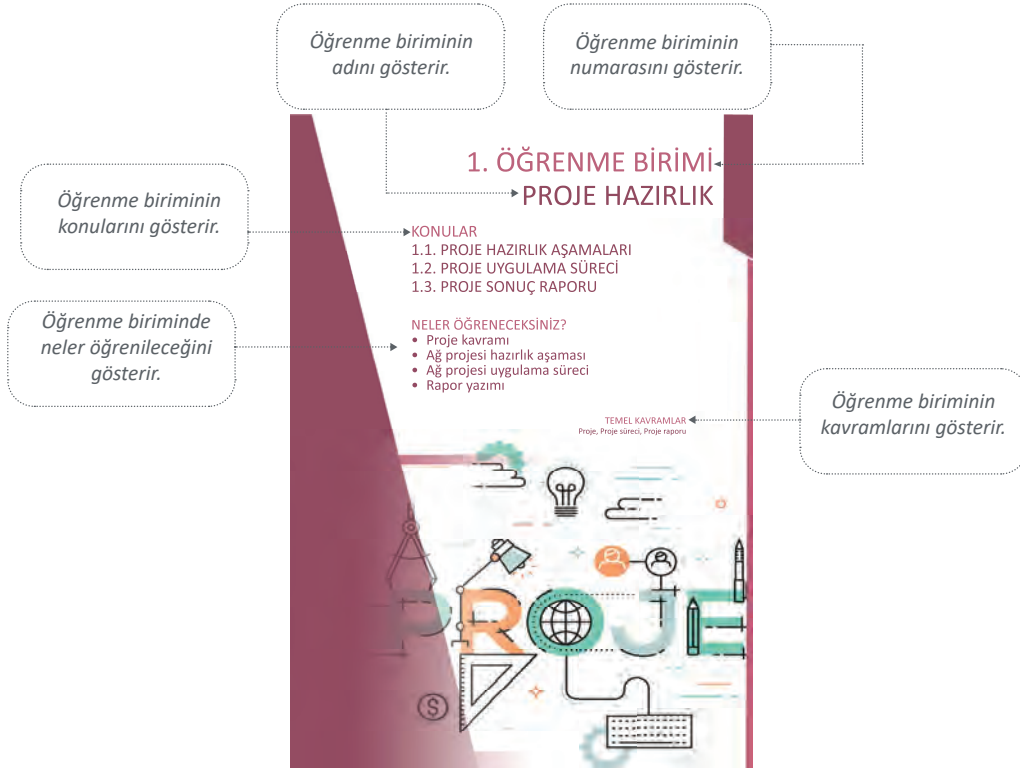 Öğrenme biriminin
adını gösterir.
Öğrenme biriminin
numarasını gösterir.
1. ÖĞRENME BİRİMİ
PROJE HAZIRLIK
Öğrenme biriminin
konularını gösterir.
KONULAR
1.1. PROJE HAZIRLIK AŞAMALARI
1.2. PROJE UYGULAMA SÜRECİ
1.3. PROJE SONUÇ RAPORU
Öğrenme biriminde
neler öğrenileceğini
gösterir.
NELER ÖĞRENECEKSİNİZ?
• Proje kavramı
• Ağ projesi hazırlık aşaması
• Ağ projesi uygulama süreci
• Rapor yazımı
Öğrenme biriminin
kavramlarını gösterir.
TEMEL KAVRAMLAR
Proje, Proje süreci, Proje raporu
PROJE
$